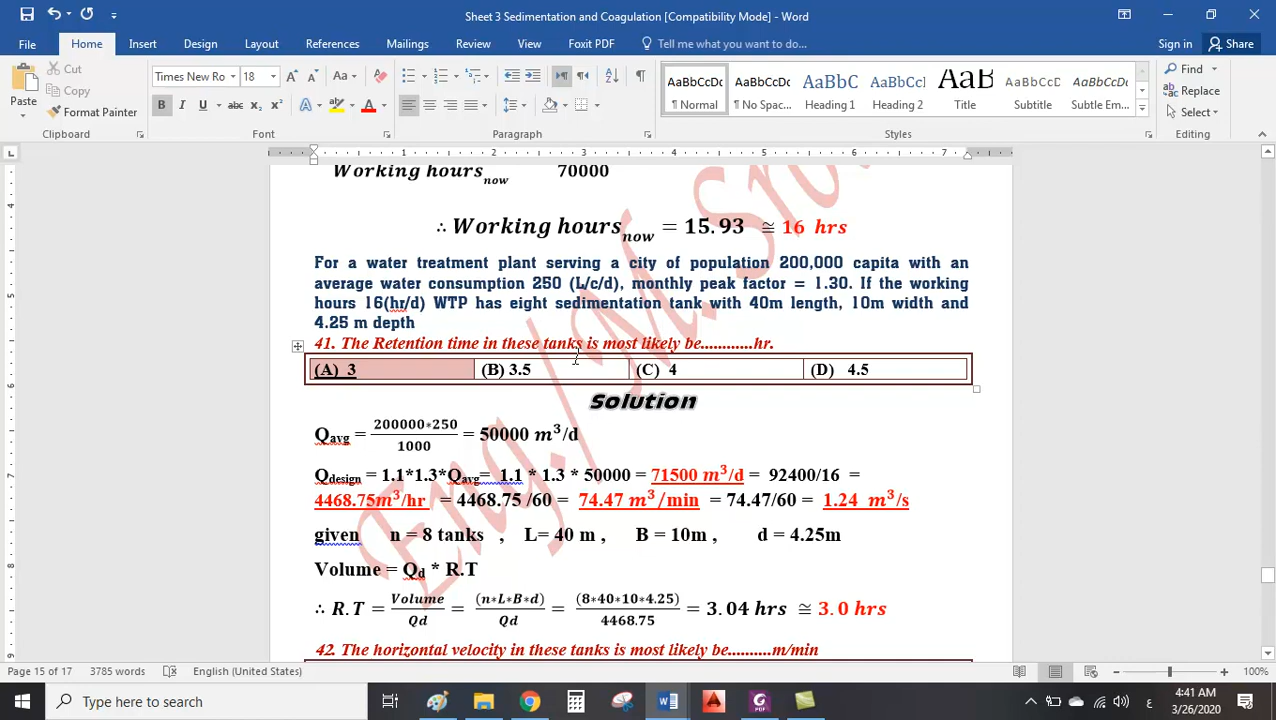 Sheet 3 Sedimentation and Coagulation [Compatibility Mode] - Word
File Home Insert Design Layout References Mailings Review View Foxit PDF Tell me what you want to do... Sign in Share
Paste Cut Copy Format Painter
Times New Ro 18
Clipboard Font Paragraph Styles Editing
AaBbCcDc AaBbCcDc AaBbC AaBbCc AaB AaBbCcD AaBbCcDt
¶ Normal ¶ No Spac... Heading 1 Heading 2 Title Subtitle Subtle Em...
Find Replace Select
Working hours now 70000
∴ Working hours now = 15.93 ≅ 16 hrs
For a water treatment plant serving a city of population 200,000 capita with an
average water consumption 250 (L/c/d), monthly peak factor = 1.30. If the working
hours 16(hr/d) WTP has eight sedimentation tank with 40m length, 10m width and
4.25 m depth
41. The Retention time in these tanks is most likely be............hr.
(A) 3 (B) 3.5 (C) 4 (D) 4.5
Solution
Qavg = 200000*250/1000 = 50000 m³/d
Qdesign = 1.1*1.3*Qavg= 1.1 * 1.3 * 50000 = 71500 m³/d = 92400/16 =
4468.75m³/hr = 4468.75 /60 = 74.47 m³/min = 74.47/60 = 1.24 m³/s
given n = 8 tanks , L= 40 m , B = 10m , d = 4.25m
Volume = Qd * R.T
∴ R.T = Volume/Qd = (n*L*B*d)/Qd = (8*40*10*4.25)/4468.75 = 3.04 hrs ≅ 3.0 hrs
42. The horizontal velocity in these tanks is most likely be..........m/min
Page 15 of 17 3785 words English (United States) 100%
Type here to search
4:41 AM
3/26/2020